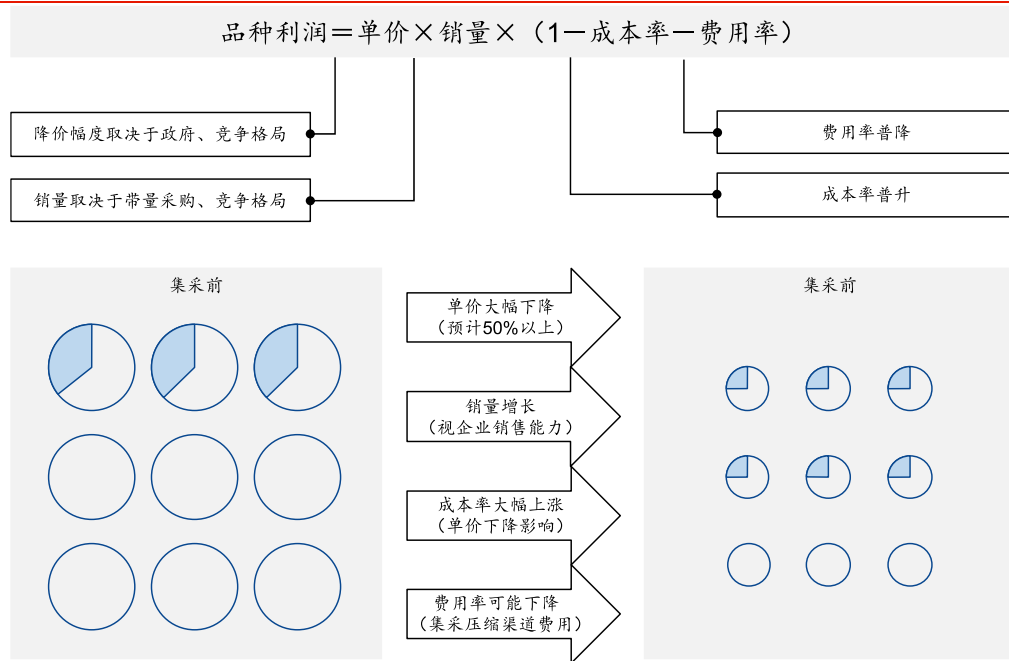 品种利润＝单价×销量×（1－成本率－费用率）
降价幅度取决于政府、竞争格局
费用率普降
销量取决于带量采购、竞争格局
成本率普升
集采前
单价大幅下降
（预计50%以上）
销量增长
（视企业销售能力）
成本率大幅上涨
（单价下降影响）
费用率可能下降
（集采压缩渠道费用）
集采前